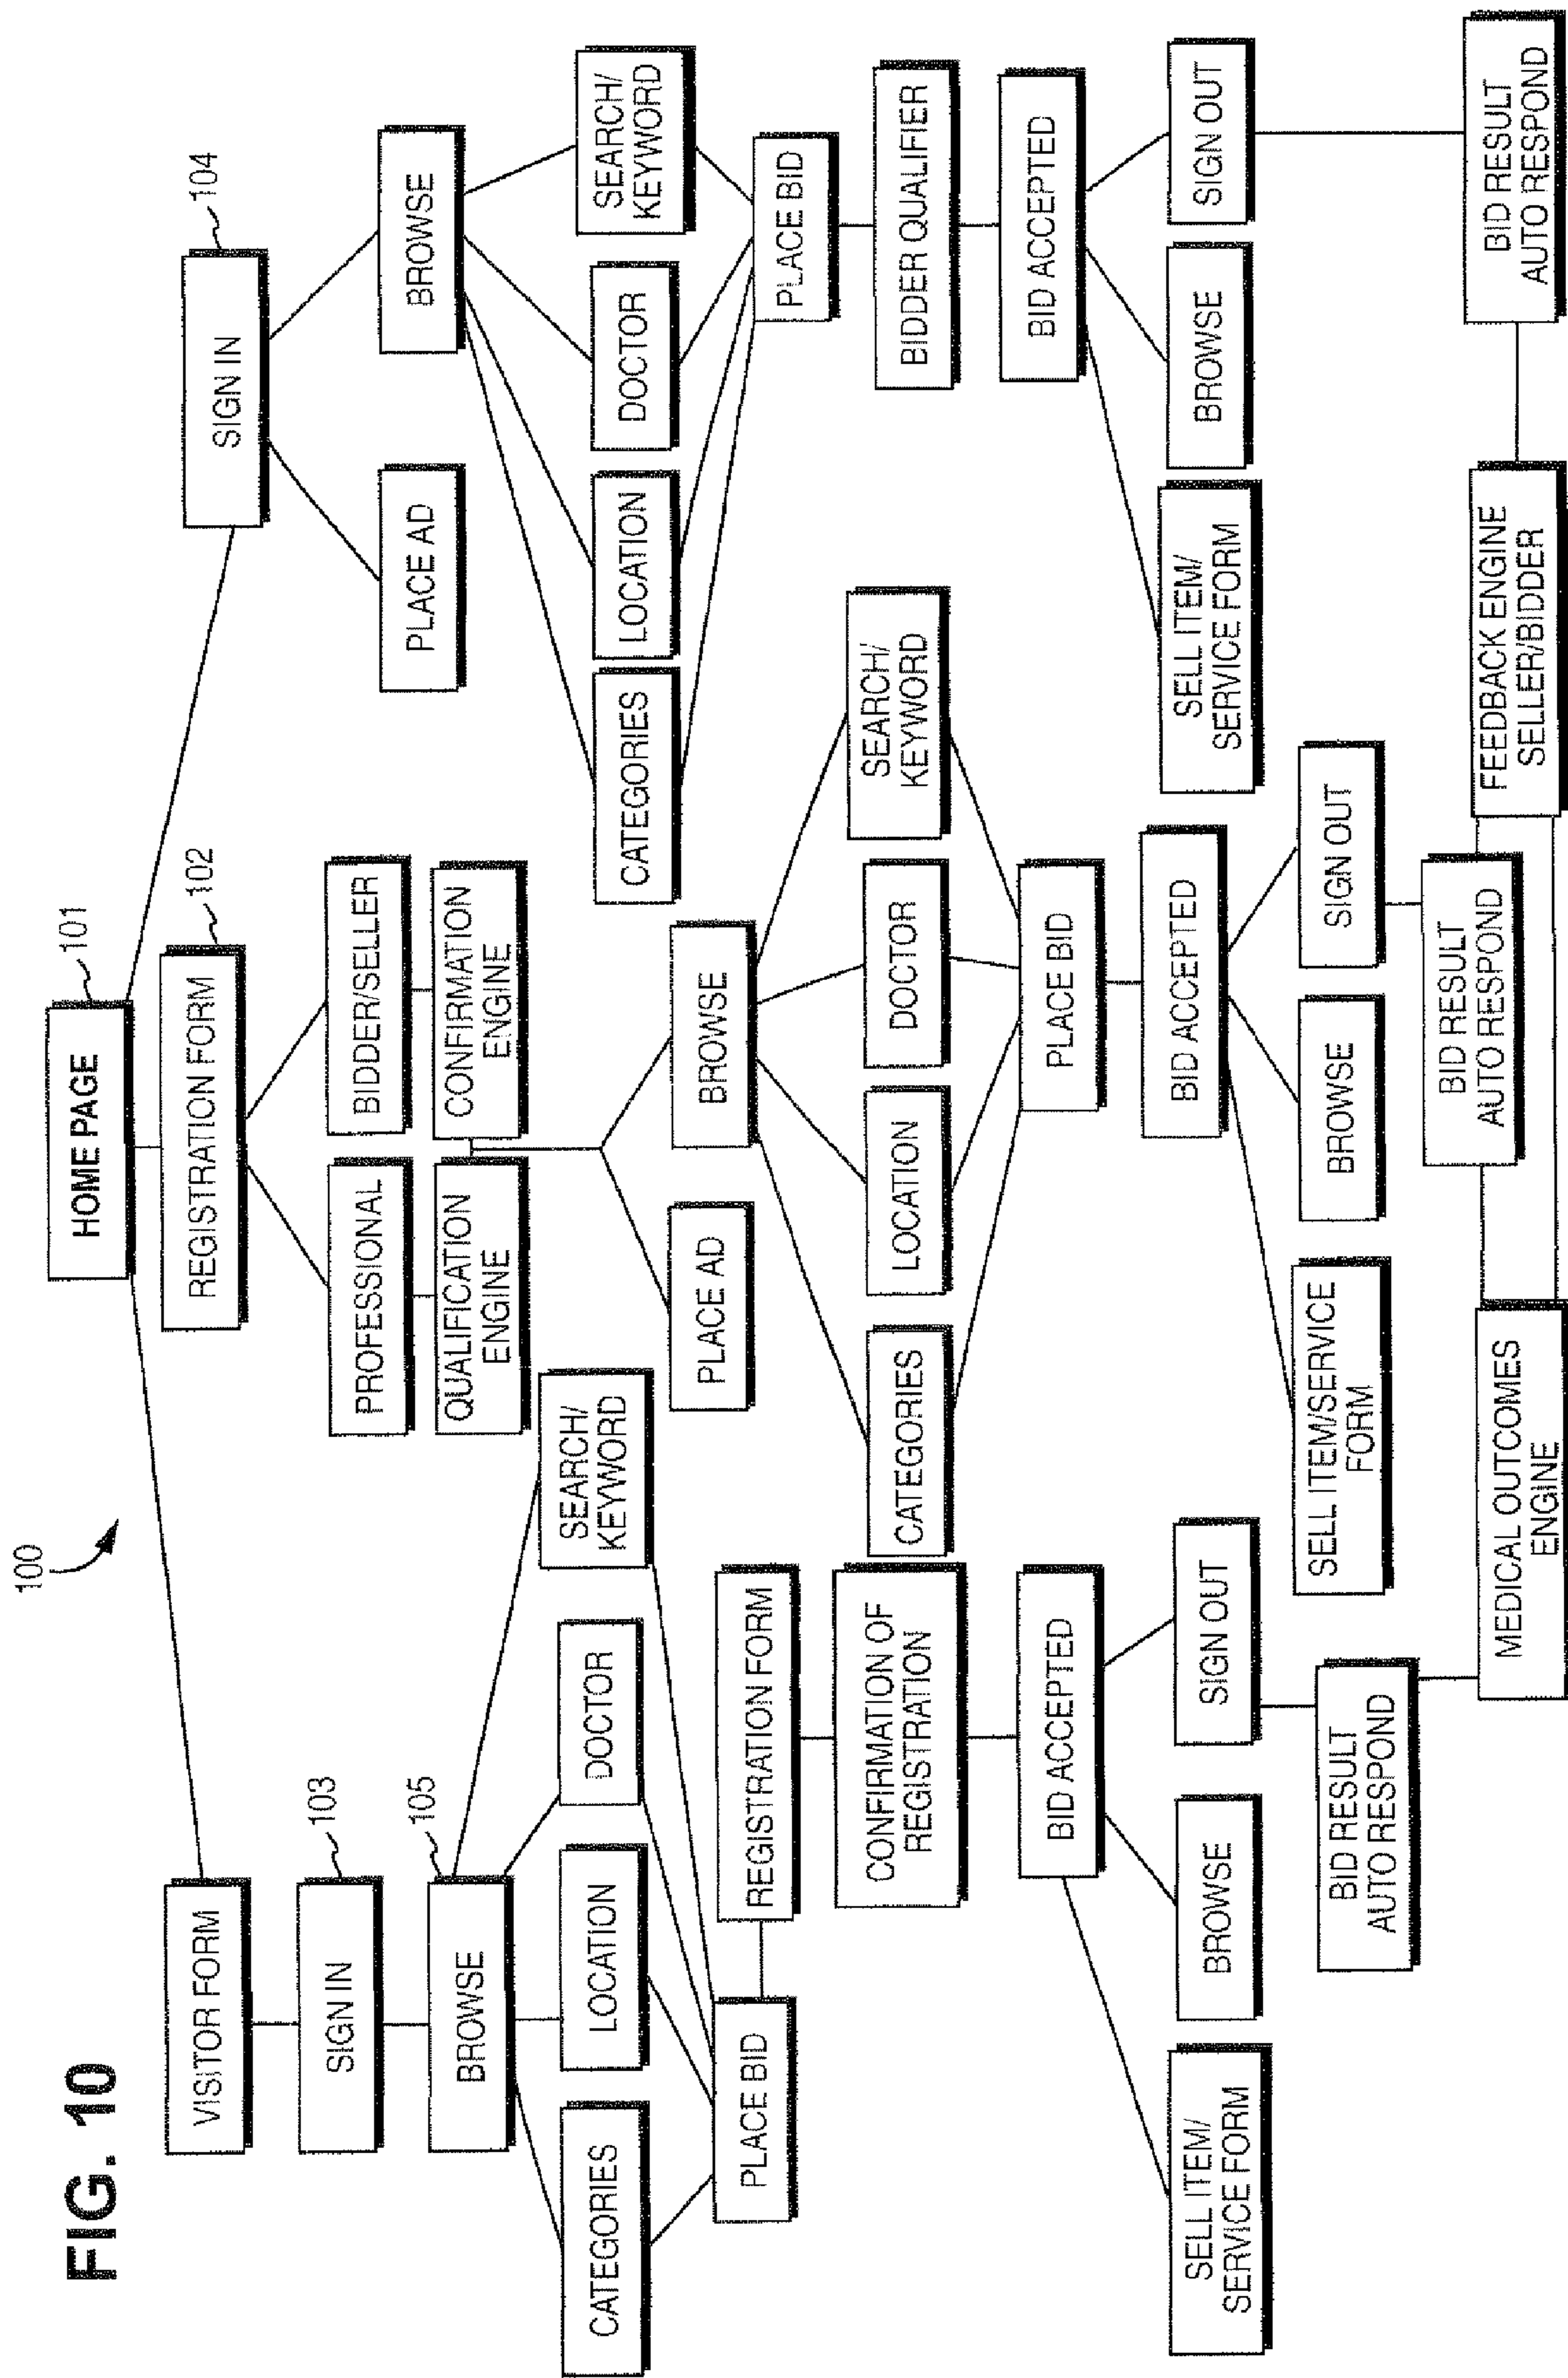 FIG. 10
100
HOME PAGE
101
VISITOR FORM
REGISTRATION FORM
102
SIGN IN
104
SIGN IN
103
PROFESSIONAL
BIDDER/SELLER
PLACE AD
BROWSE
BROWSE
105
QUALIFICATION
ENGINE
CONFIRMATION
ENGINE
CATEGORIES
LOCATION
DOCTOR
SEARCH/
KEYWORD
CATEGORIES
LOCATION
DOCTOR
SEARCH/
KEYWORD
PLACE AD
BROWSE
PLACE BID
REGISTRATION FORM
PLACE BID
CONFIRMATION OF
REGISTRATION
CATEGORIES
LOCATION
DOCTOR
SEARCH/
KEYWORD
BIDDER QUALIFIER
BID ACCEPTED
PLACE BID
BID ACCEPTED
SELL ITEM/
SERVICE FORM
BROWSE
SIGN OUT
BID ACCEPTED
SELL ITEM/
SERVICE FORM
BROWSE
SIGN OUT
BID RESULT
AUTO RESPOND
SELL ITEM/SERVICE
FORM
BROWSE
SIGN OUT
BID RESULT
AUTO RESPOND
MEDICAL OUTCOMES
ENGINE
FEEDBACK ENGINE
SELLER/BIDDER
BID RESULT
AUTO RESPOND